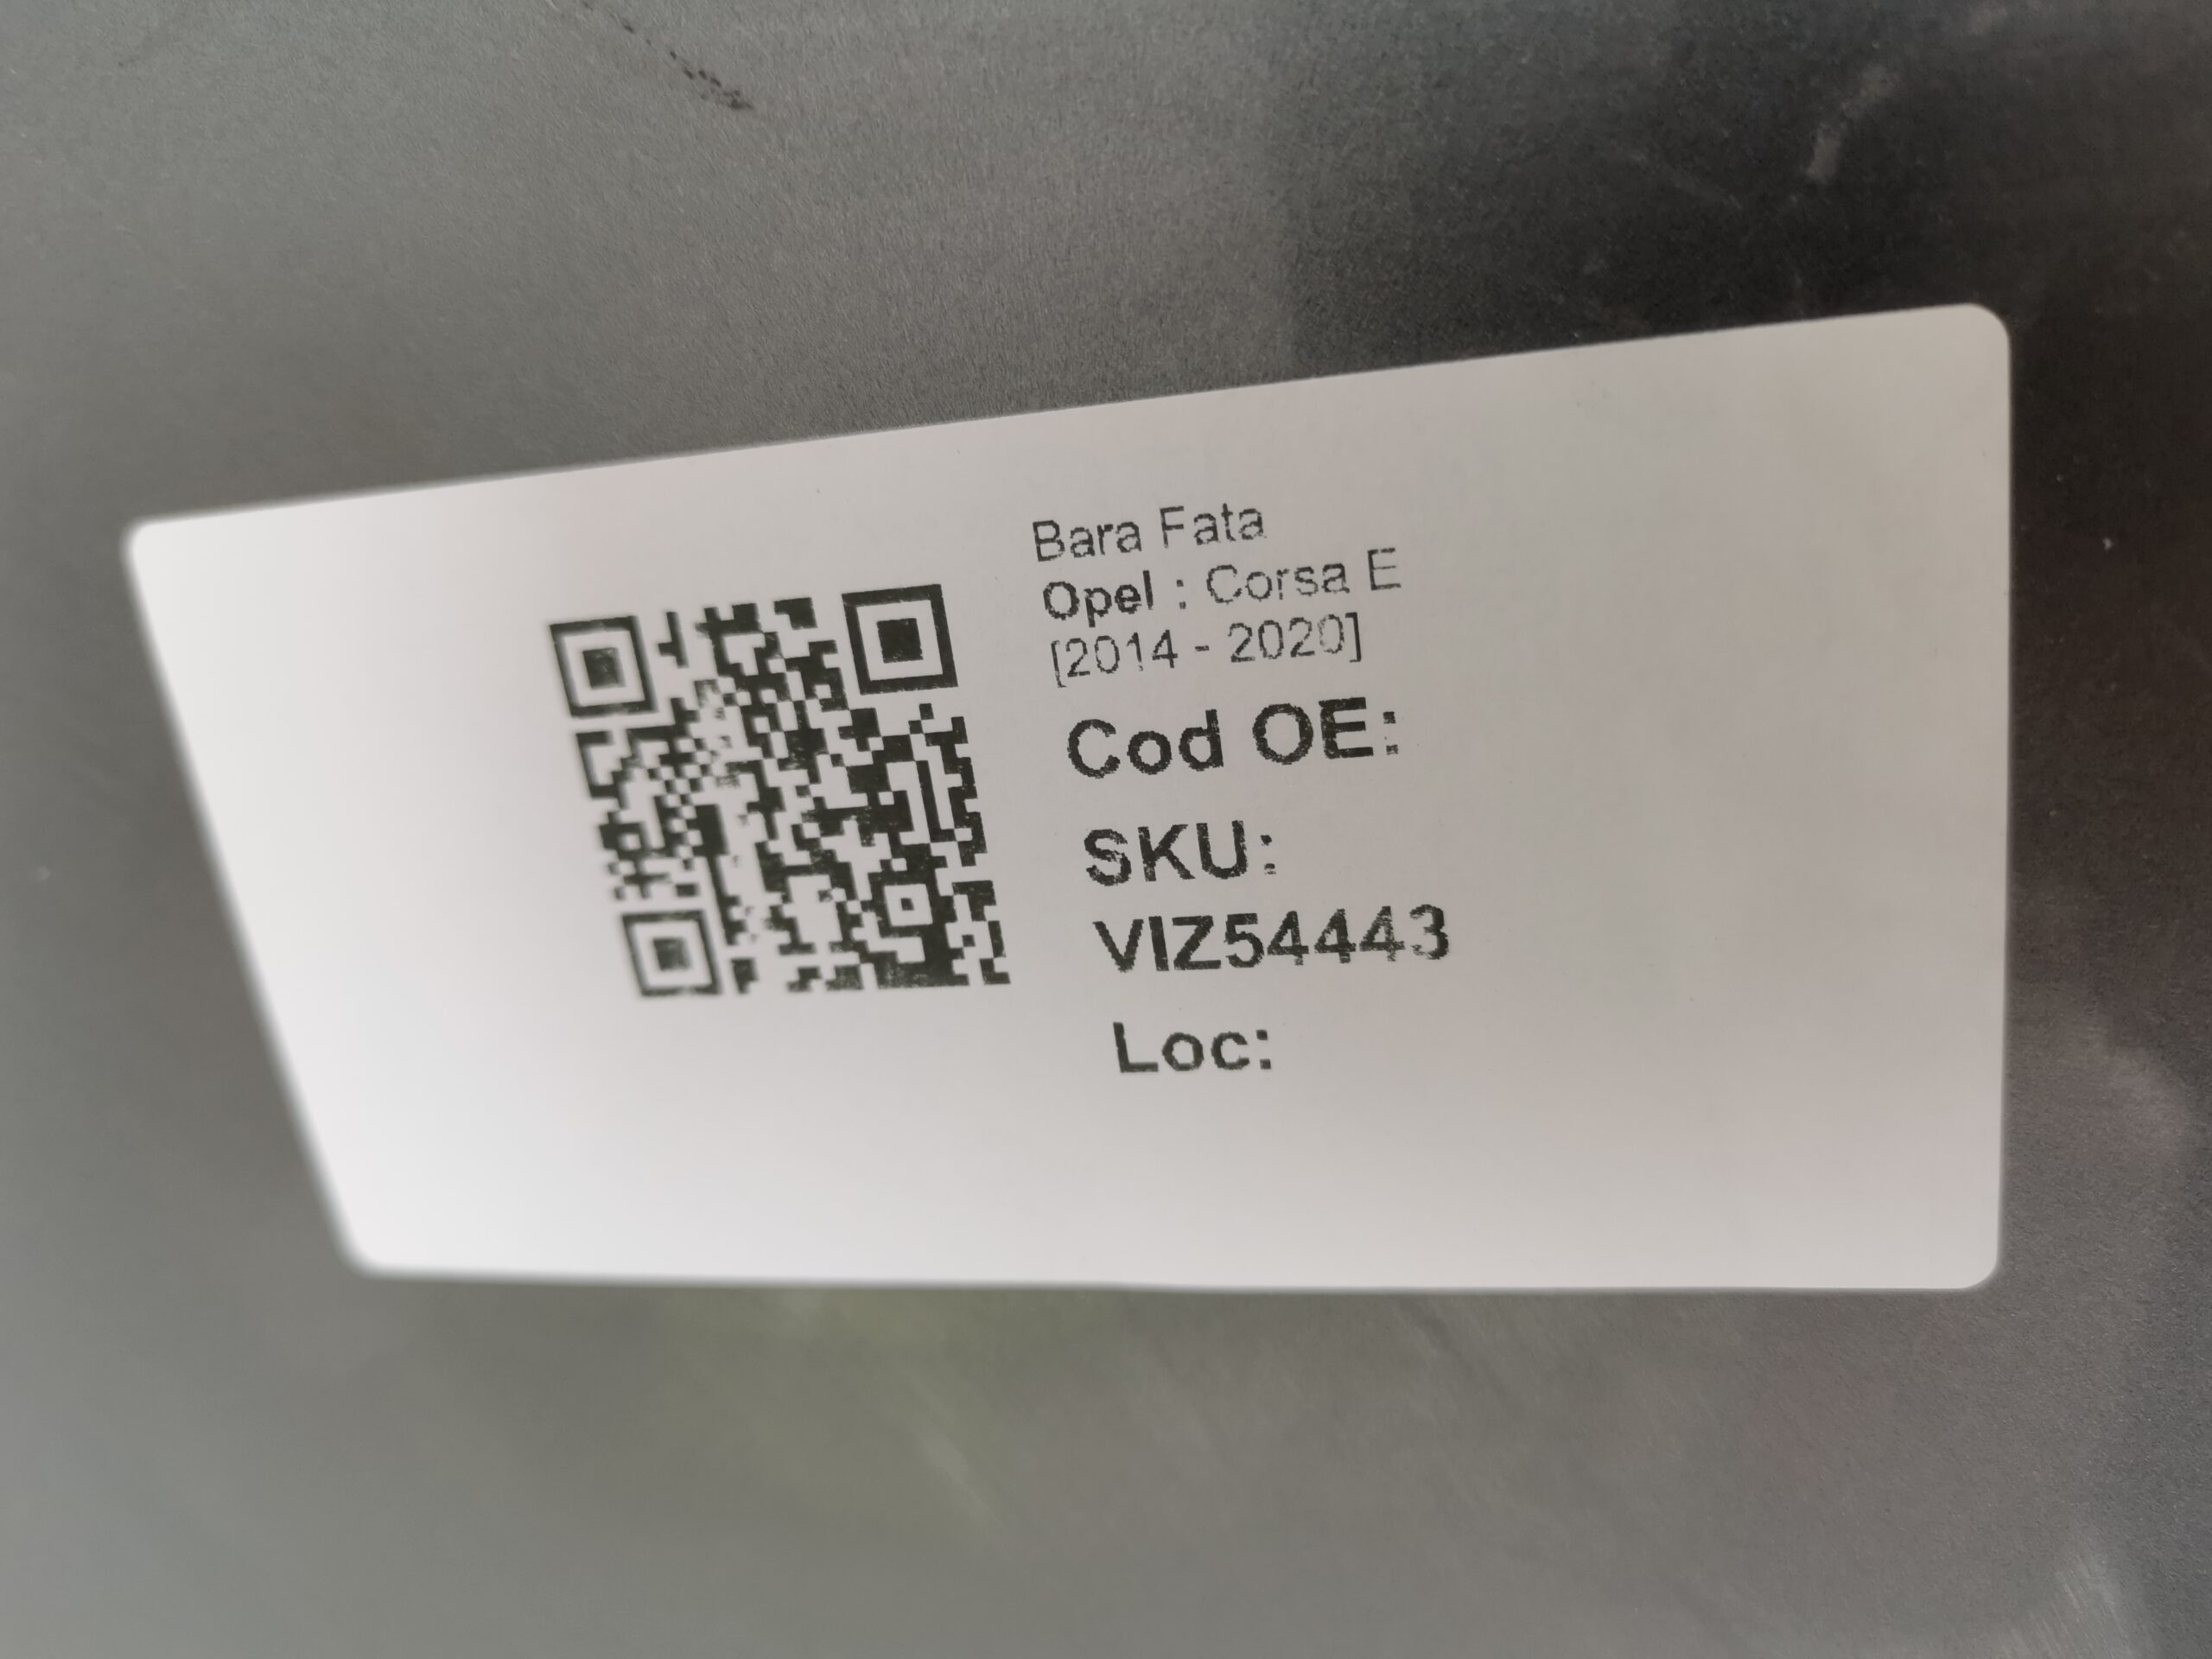 Bara Fata
Opel : Corsa E
[2014 - 2020]
Cod OE:
SKU:
VIZ54443
Loc: